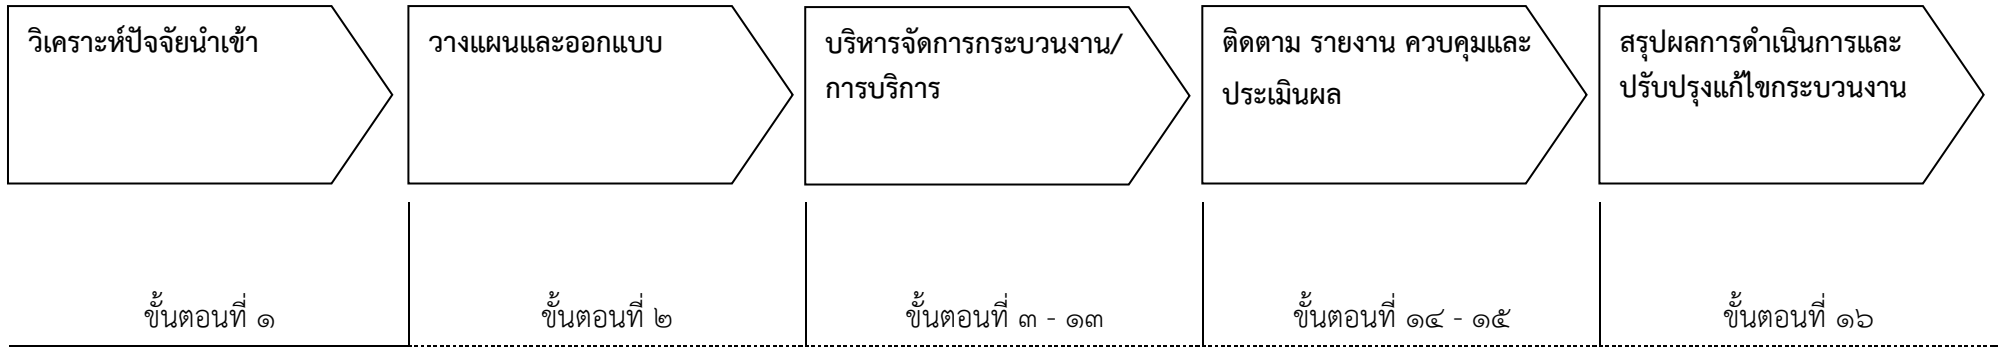 วิเคราะห์ปัจจัยนำเข้า
วางแผนและออกแบบ
บริหารจัดการกระบวนงาน/
การบริการ
ติดตาม รายงาน ควบคุมและ
ประเมินผล
สรุปผลการดำเนินการและ
ปรับปรุงแก้ไขกระบวนงาน
ขั้นตอนที่ ๑
ขั้นตอนที่ ๒
ขั้นตอนที่ ๓ - ๑๓
ขั้นตอนที่ ๑๔ - ๑๕
ขั้นตอนที่ ๑๖